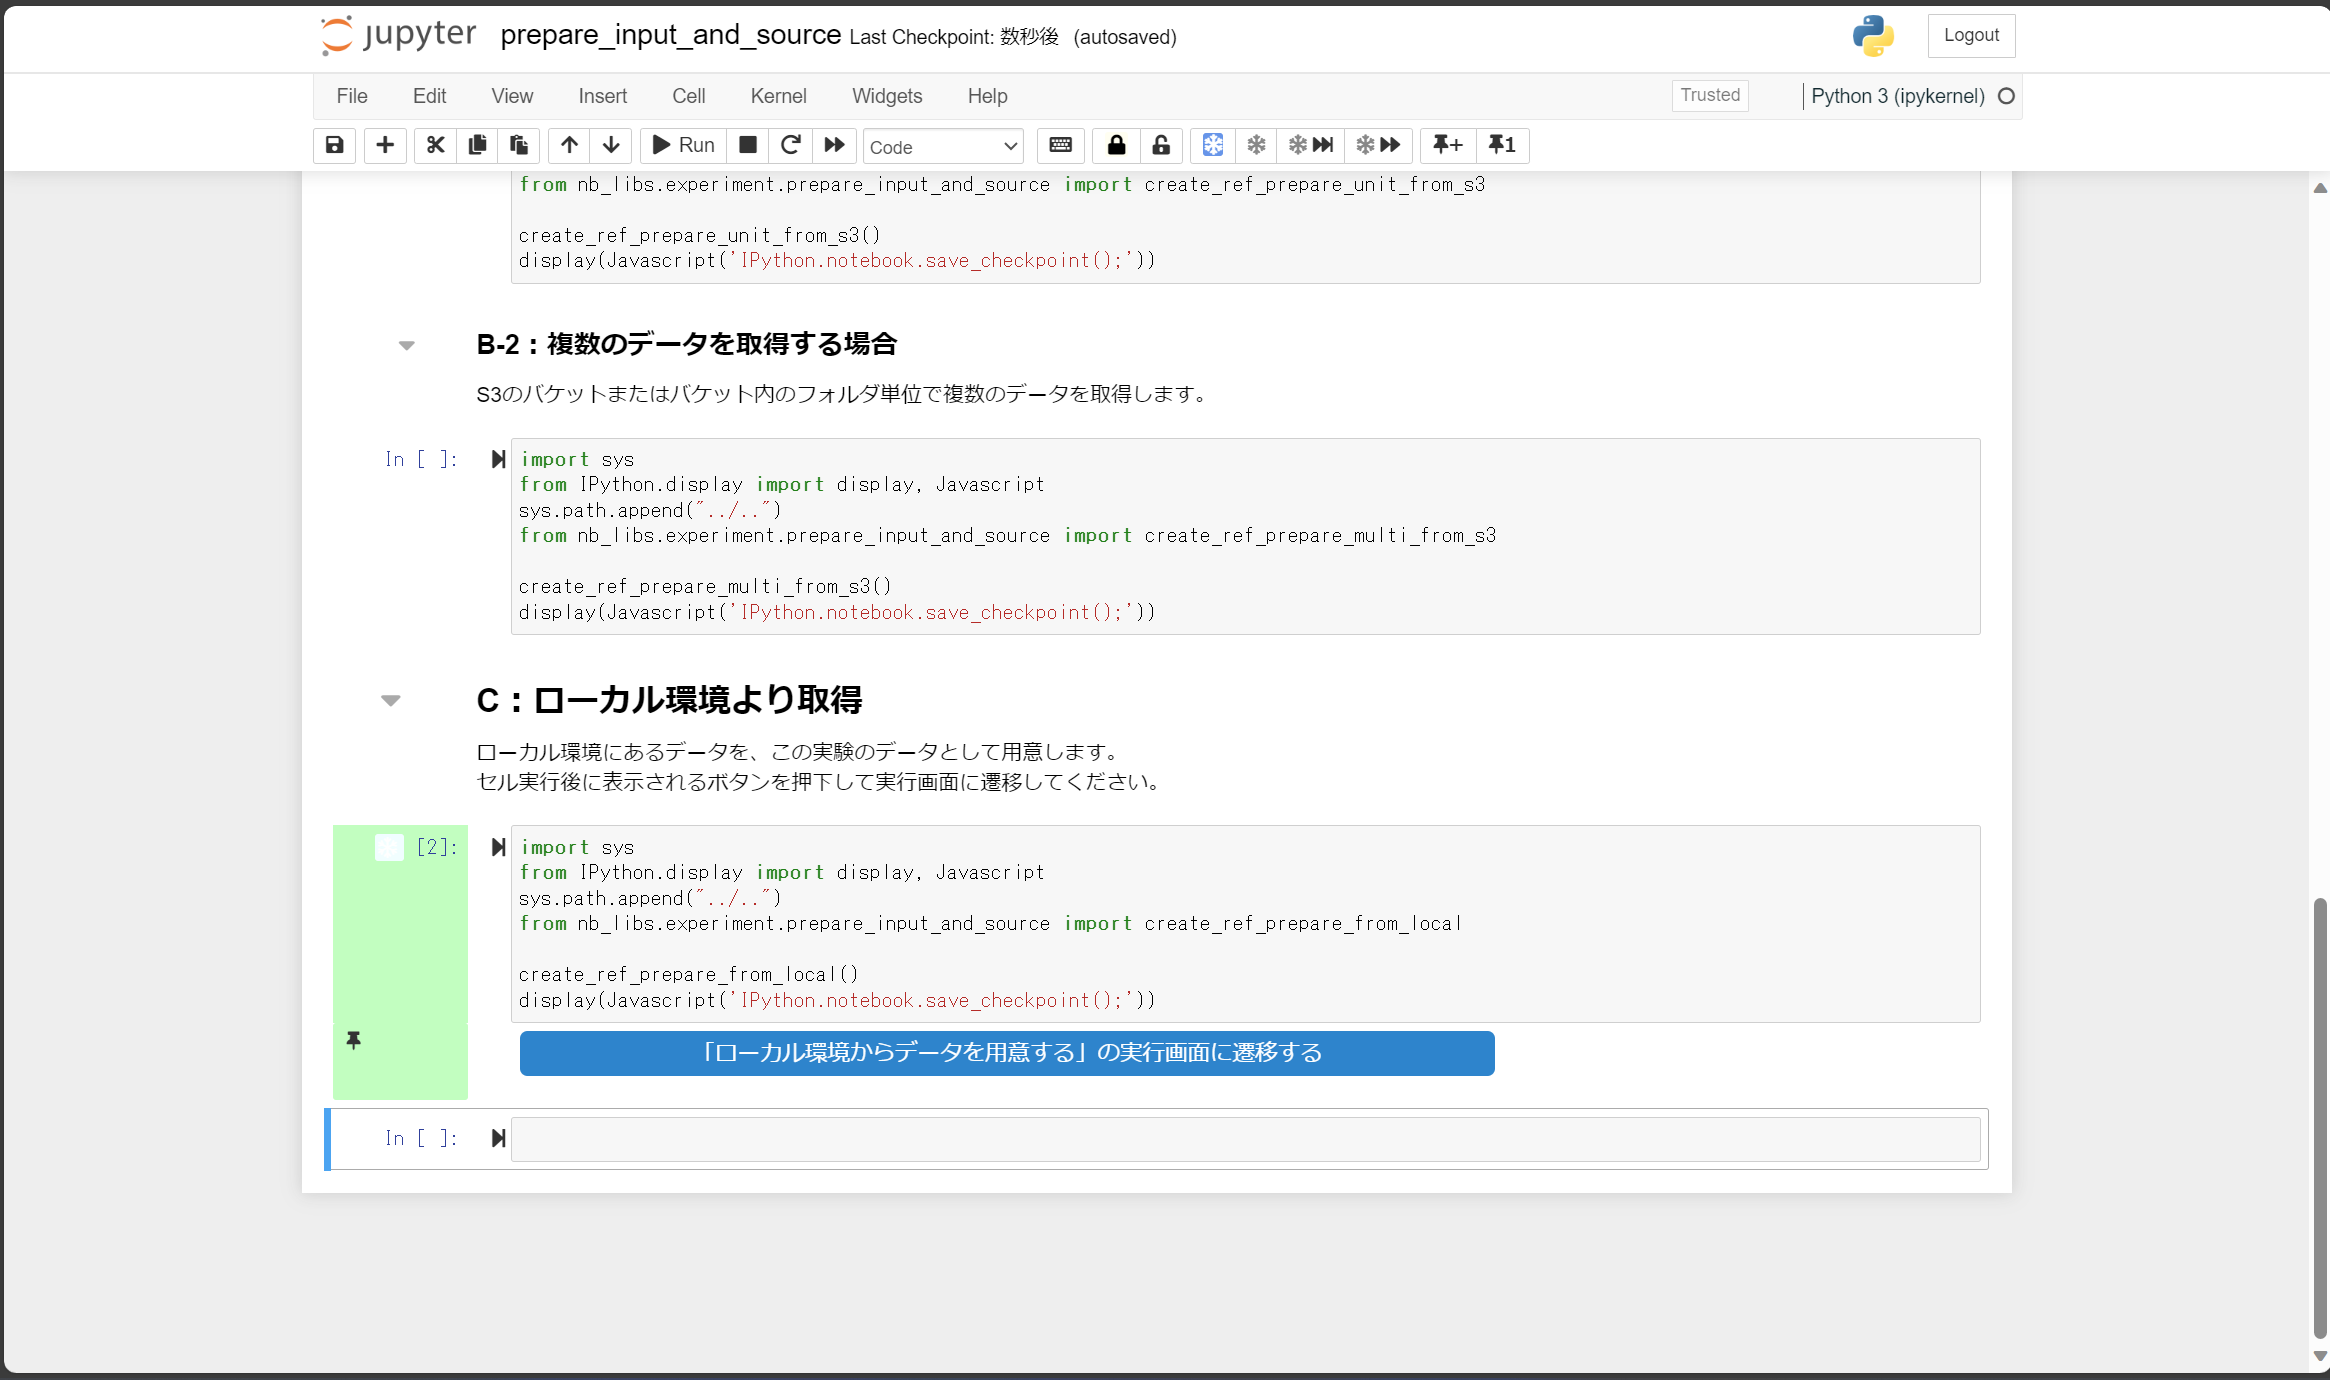 jupyter prepare_input_and_source Last Checkpoint: 数秒後 (autosaved)
Logout
File Edit View Insert Cell Kernel Widgets Help
Trusted
Python 3 (ipykernel)
Run
Code
+
1
from nb_libs.experiment.prepare_input_and_source import create_ref_prepare_unit_from_s3
create_ref_prepare_unit_from_s3()
display(Javascript('IPython.notebook.save_checkpoint();'))
B-2：複数のデータを取得する場合
S3のバケットまたはバケット内のフォルダ単位で複数のデータを取得します。
In [ ]:
import sys
from IPython.display import display, Javascript
sys.path.append("../..")
from nb_libs.experiment.prepare_input_and_source import create_ref_prepare_multi_from_s3
create_ref_prepare_multi_from_s3()
display(Javascript('IPython.notebook.save_checkpoint();'))
C：ローカル環境より取得
ローカル環境にあるデータを、この実験のデータとして用意します。
セル実行後に表示されるボタンを押下して実行画面に遷移してください。
[2]:
import sys
from IPython.display import display, Javascript
sys.path.append("../..")
from nb_libs.experiment.prepare_input_and_source import create_ref_prepare_from_local
create_ref_prepare_from_local()
display(Javascript('IPython.notebook.save_checkpoint();'))
「ローカル環境からデータを用意する」の実行画面に遷移する
In [ ]: